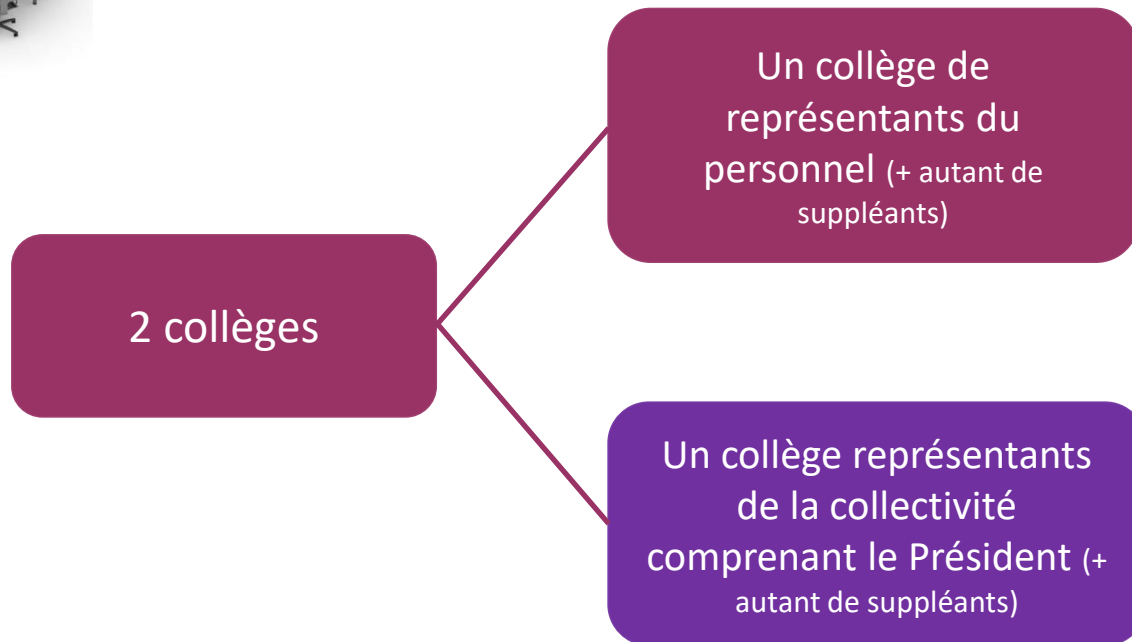 Un collège de
représentants du
personnel (+ autant de
suppléants)
2 collèges
Un collège représentants
de la collectivité
comprenant le Président (+
autant de suppléants)